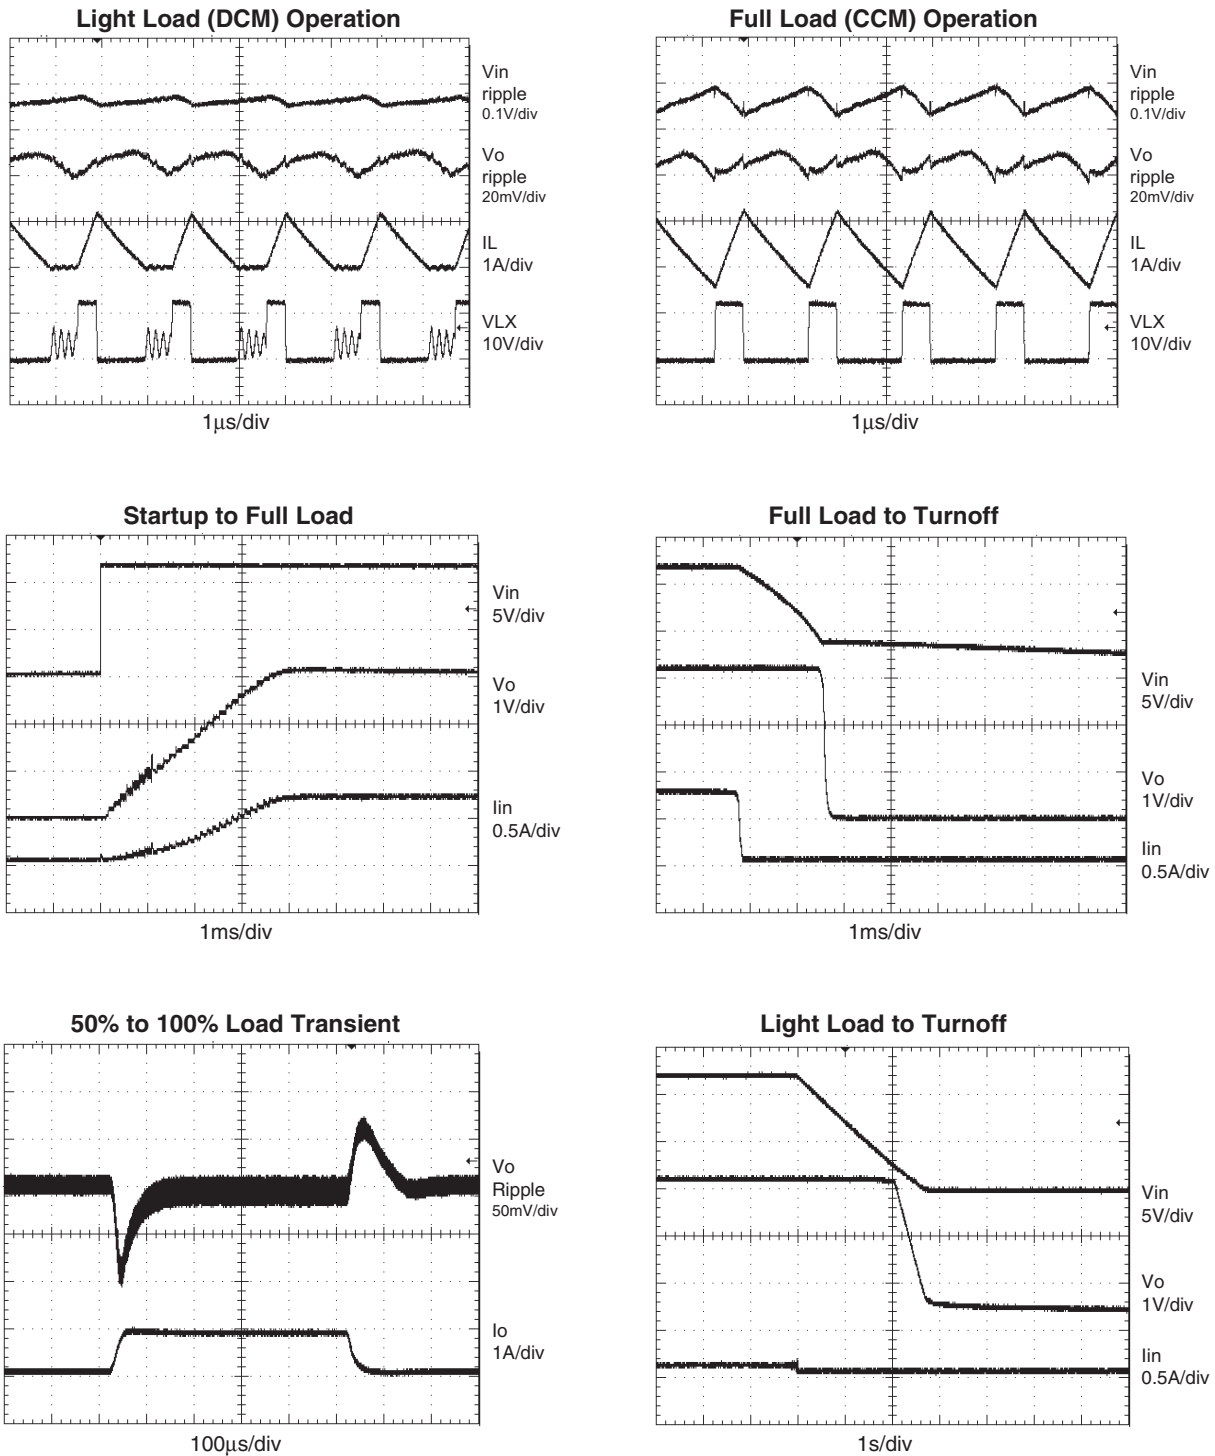 Light Load (DCM) Operation
Vin
ripple
0.1V/div
Vo
ripple
20mV/div
IL
1A/div
VLX
10V/div
1μs/div
Full Load (CCM) Operation
Vin
ripple
0.1V/div
Vo
ripple
20mV/div
IL
1A/div
VLX
10V/div
1μs/div
Startup to Full Load
Vin
5V/div
Vo
1V/div
Iin
0.5A/div
1ms/div
Full Load to Turnoff
Vin
5V/div
Vo
1V/div
Iin
0.5A/div
1ms/div
50% to 100% Load Transient
Vo
Ripple
50mV/div
Io
1A/div
100μs/div
Light Load to Turnoff
Vin
5V/div
Vo
1V/div
Iin
0.5A/div
1s/div